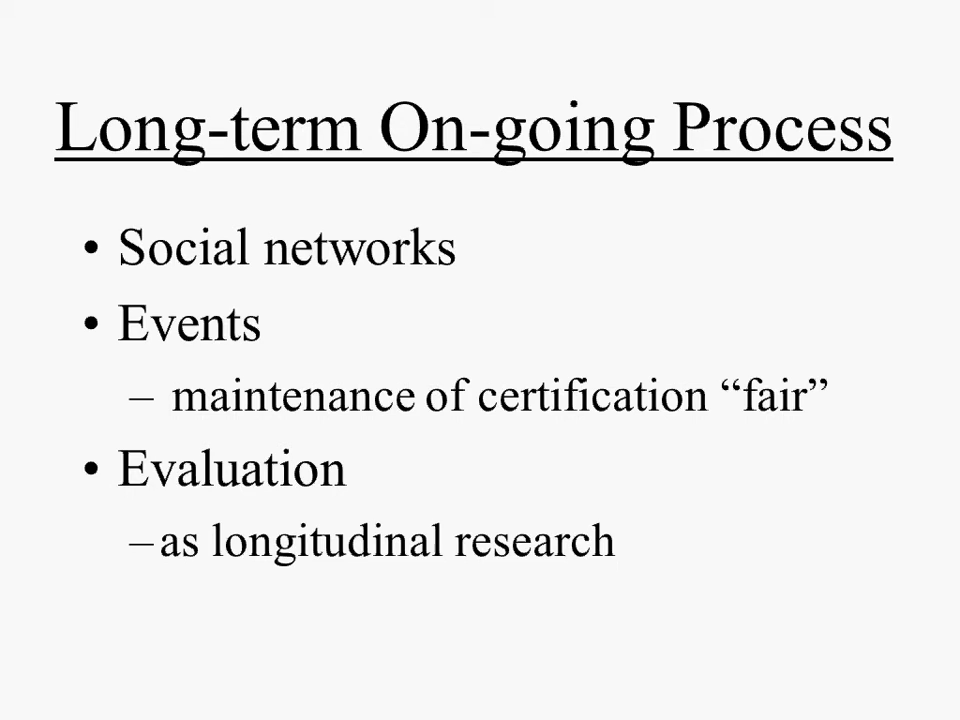 Long-term On-going Process
• Social networks
• Events
– maintenance of certification “fair”
• Evaluation
– as longitudinal research